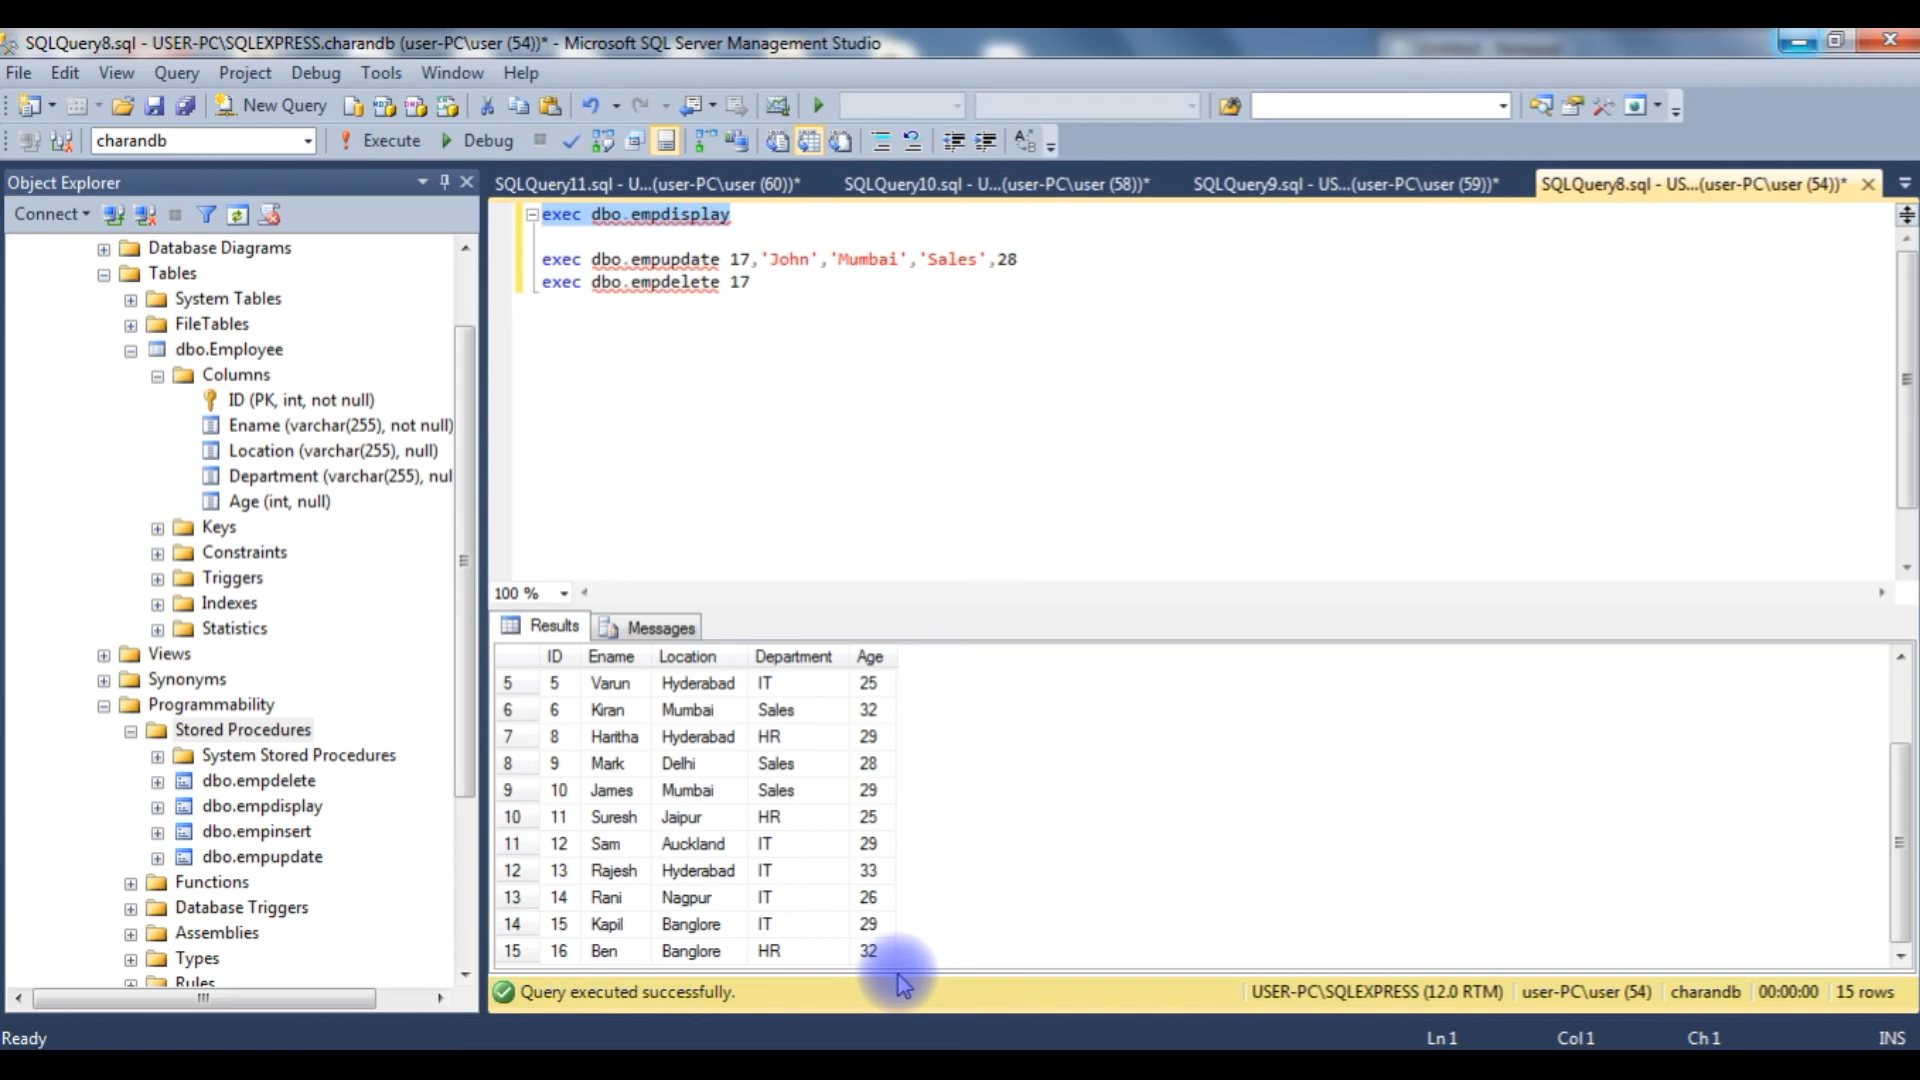 SQLQuery8.sql - USER-PC\SQLEXPRESS.charandb (user-PC\user (54))* - Microsoft SQL Server Management Studio
File Edit View Query Project Debug Tools Window Help
New Query
charandb Execute Debug
Object Explorer
SQLQuery11.sql - U...(user-PC\user (60))* SQLQuery10.sql - U...(user-PC\user (58))* SQLQuery9.sql - US...(user-PC\user (59))* SQLQuery8.sql - US...(user-PC\user (54))*
Connect
Database Diagrams
Tables
System Tables
FileTables
dbo.Employee
Columns
ID (PK, int, not null)
Ename (varchar(255), not null)
Location (varchar(255), null)
Department (varchar(255), nul
Age (int, null)
Keys
Constraints
Triggers
Indexes
Statistics
Views
Synonyms
Programmability
Stored Procedures
System Stored Procedures
dbo.empdelete
dbo.empdisplay
dbo.empinsert
dbo.empupdate
Functions
Database Triggers
Assemblies
Types
Rules
exec dbo.empdisplay
exec dbo.empupdate 17,'John','Mumbai','Sales',28
exec dbo.empdelete 17
100 %
Results Messages
ID Ename Location Department Age
5 5 Varun Hyderabad IT 25
6 6 Kiran Mumbai Sales 32
7 8 Haritha Hyderabad HR 29
8 9 Mark Delhi Sales 28
9 10 James Mumbai Sales 29
10 11 Suresh Jaipur HR 25
11 12 Sam Auckland IT 29
12 13 Rajesh Hyderabad IT 33
13 14 Rani Nagpur IT 26
14 15 Kapil Banglore IT 29
15 16 Ben Banglore HR 32
Query executed successfully. USER-PC\SQLEXPRESS (12.0 RTM) user-PC\user (54) charandb 00:00:00 15 rows
Ready Ln 1 Col 1 Ch 1 INS